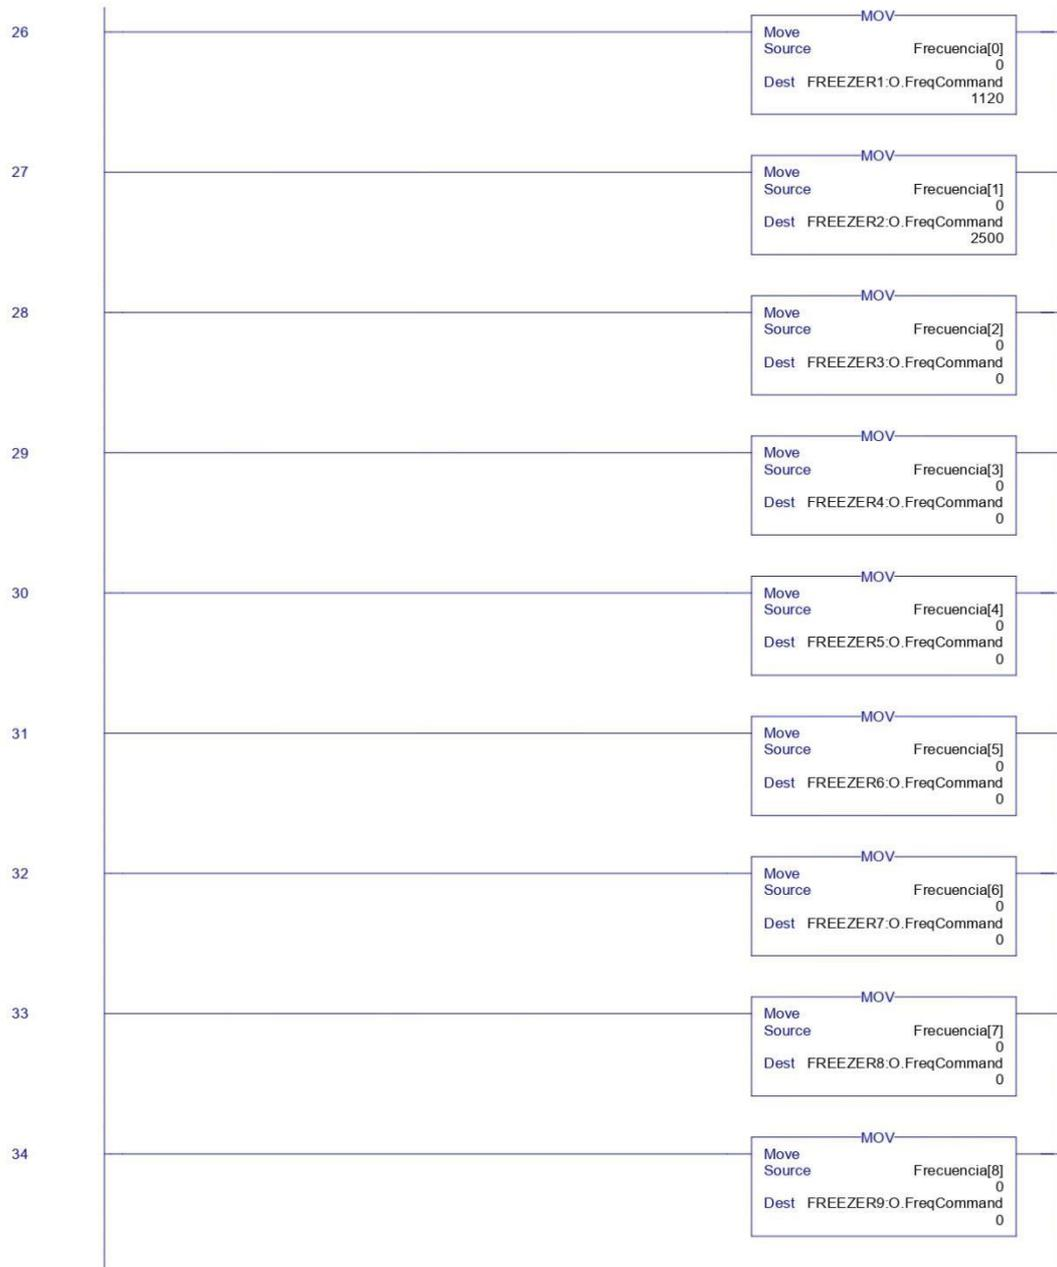 26
MOV
Move
Source Frecuencia[0]
0
Dest FREEZER1:O.FreqCommand
1120
27
MOV
Move
Source Frecuencia[1]
0
Dest FREEZER2:O.FreqCommand
2500
28
MOV
Move
Source Frecuencia[2]
0
Dest FREEZER3:O.FreqCommand
0
29
MOV
Move
Source Frecuencia[3]
0
Dest FREEZER4:O.FreqCommand
0
30
MOV
Move
Source Frecuencia[4]
0
Dest FREEZER5:O.FreqCommand
0
31
MOV
Move
Source Frecuencia[5]
0
Dest FREEZER6:O.FreqCommand
0
32
MOV
Move
Source Frecuencia[6]
0
Dest FREEZER7:O.FreqCommand
0
33
MOV
Move
Source Frecuencia[7]
0
Dest FREEZER8:O.FreqCommand
0
34
MOV
Move
Source Frecuencia[8]
0
Dest FREEZER9:O.FreqCommand
0